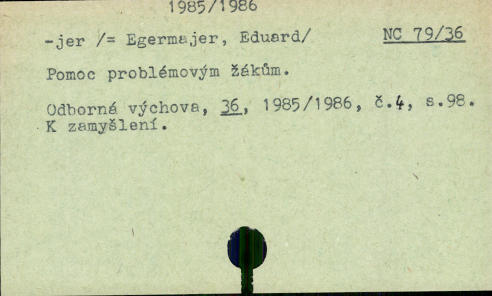 1985/1986
-jer /= Egermajer, Eduard/ NC 79/36
Pomoc problémovým žákům.
Odborná výchova, 36, 1985/1986, č.4, s.98.
K zamyšlení.